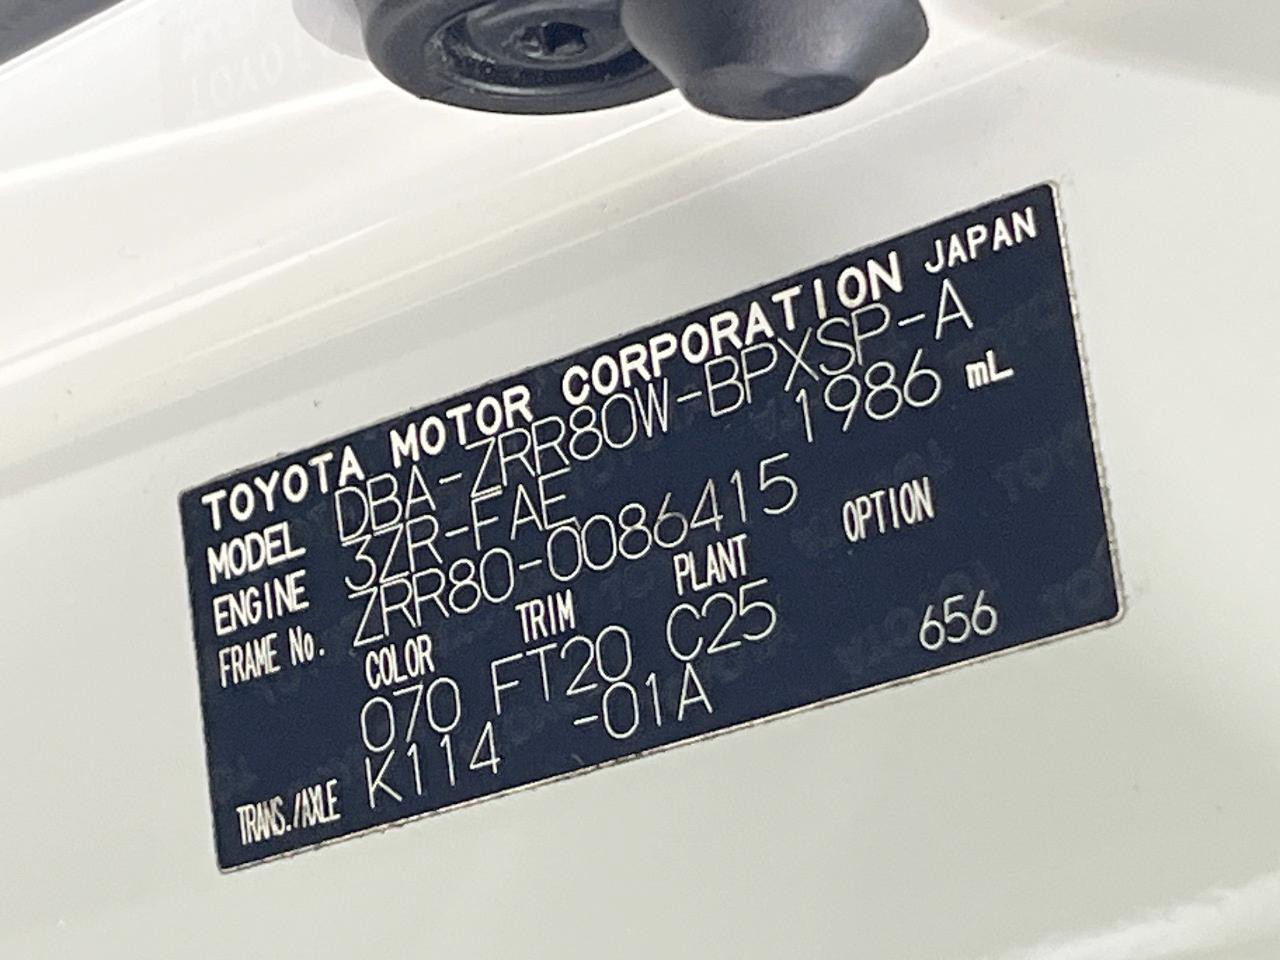 TOYOTA MOTOR CORPORATION JAPAN
MODEL DBA-ZRR80W-BPXSP-A
ENGINE 3ZR-FAE 1986 mL
FRAME No. ZRR80-0086415
COLOR TRIM PLANT OPTION
070 FT20 C25 656
TRANS./AXLE K114 -01A